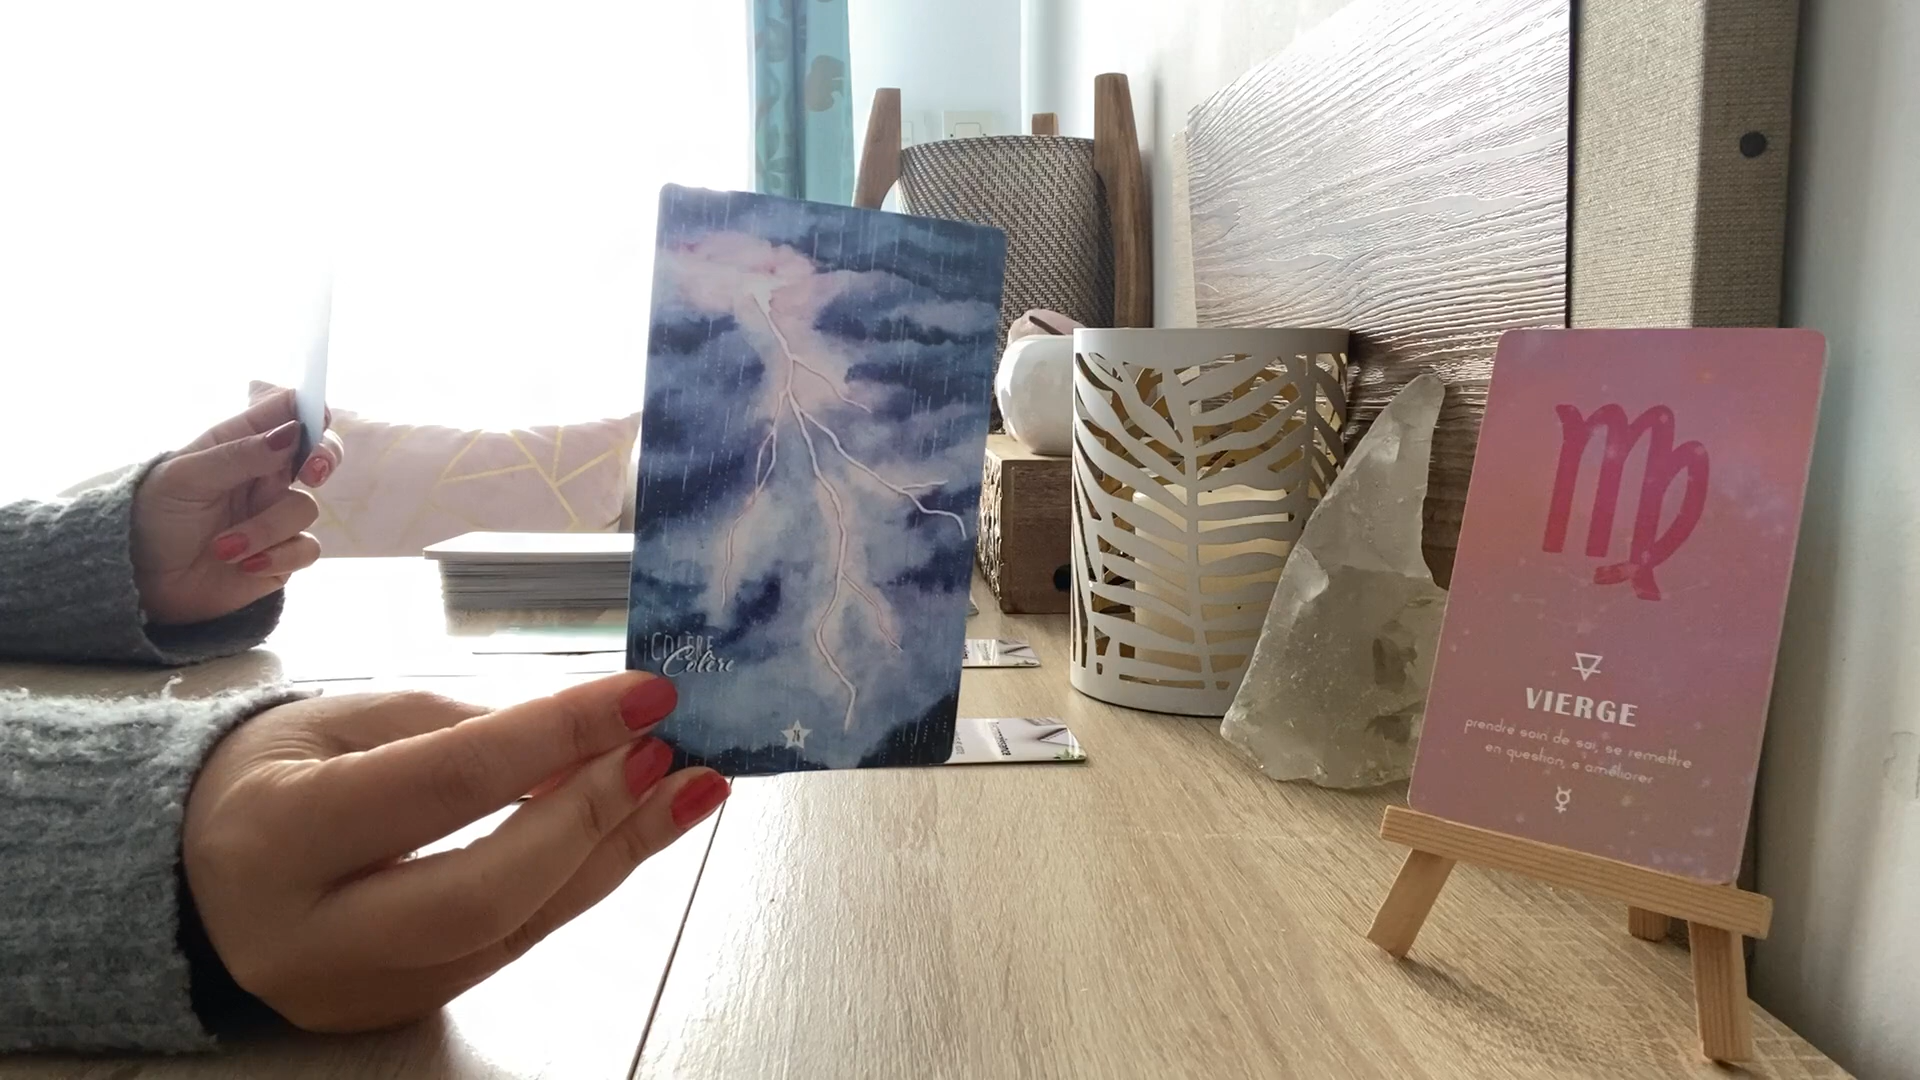 COLÈRE
Colère
VIERGE
prendre soin de soi, se remettre
en question, s améliorer